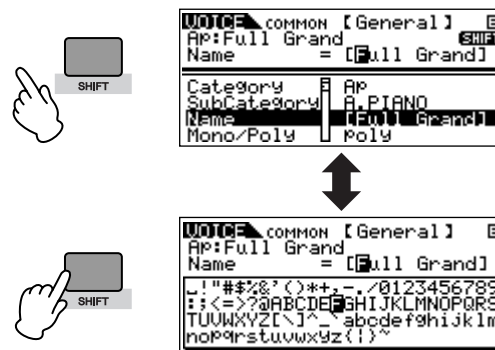 SHIFT
VOICE COMMON 【General】 E
AP:Full Grand SHIFT
Name = [Full Grand]
Category AP
SubCategory A.PIANO
Name [Full Grand]
Mono/Poly poly
SHIFT
VOICE COMMON 【General】 E
AP:Full Grand
Name = [Full Grand]
␣!"#$%&'()*+,-./0123456789
:;<=>?@ABCDEFGHIJKLMNOPQRS
TUVWXYZ[\]^_`abcdefghijklm
nopqrstuvwxyz{|}~